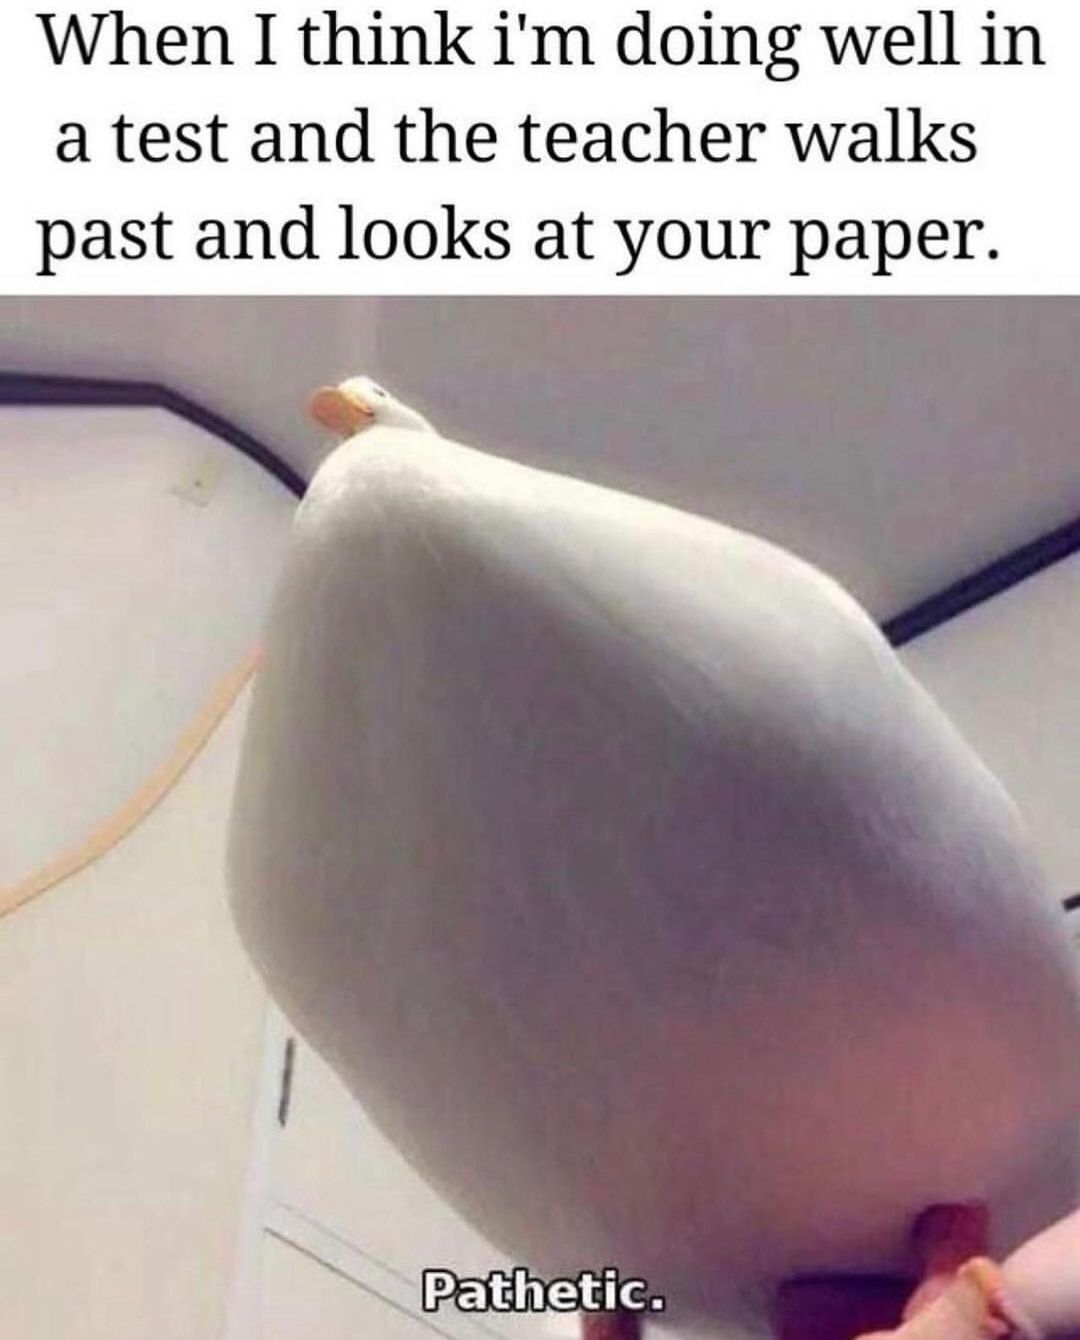 When I think i'm doing well in
a test and the teacher walks
past and looks at your paper.
Pathetic.